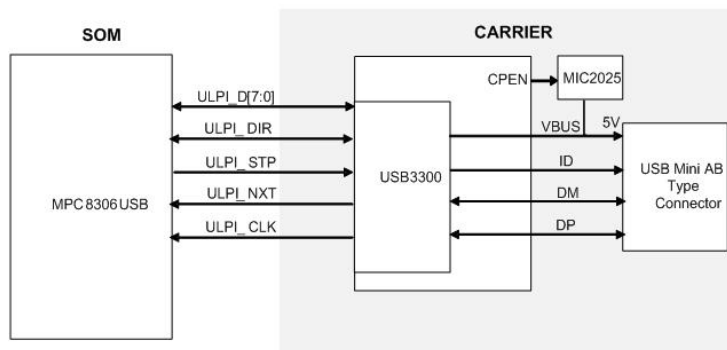 SOM
CARRIER
CPEN
MIC2025
ULPI_D[7:0]
VBUS
5V
ULPI_DIR
ULPI_STP
ID
USB3300
USB Mini AB
Type
Connector
MPC8306USB
ULPI_NXT
DM
ULPI_CLK
DP